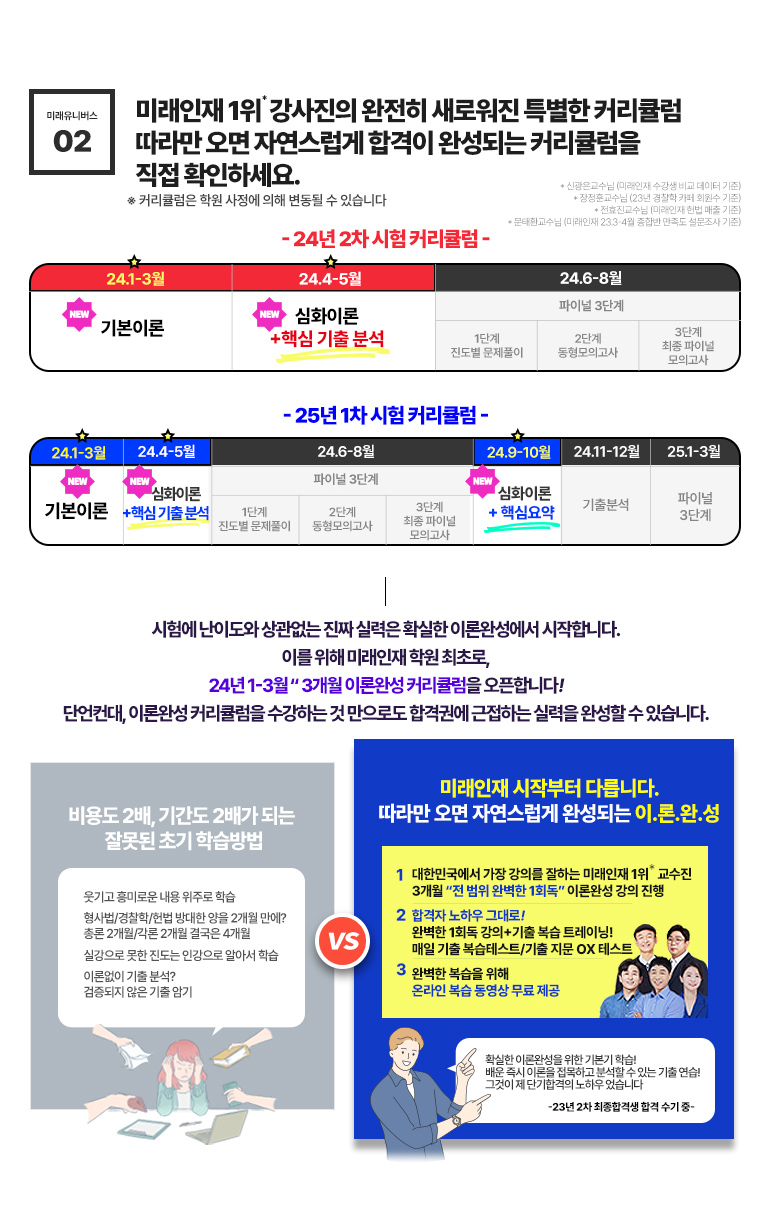 미래유니버스
02
미래인재 1위* 강사진의 완전히 새로워진 특별한 커리큘럼
따라만 오면 자연스럽게 합격이 완성되는 커리큘럼을
직접 확인하세요.
※ 커리큘럼은 학원 사정에 의해 변동될 수 있습니다
* 신광은교수님 (미래인재 수강생 비교 데이터 기준)
* 장정훈교수님 (23년 경찰학 카페 회원수 기준)
* 전효진교수님 (미래인재 헌법 매출 기준)
* 문태환교수님 (미래인재 23.3-4월 종합반 만족도 설문조사 기준)
- 24년 2차 시험 커리큘럼 -
24.1-3월
24.4-5월
24.6-8월
NEW
기본이론
NEW
심화이론
+핵심 기출 분석
파이널 3단계
1단계
진도별 문제풀이
2단계
동형모의고사
3단계
최종 파이널
모의고사
- 25년 1차 시험 커리큘럼 -
24.1-3월
24.4-5월
24.6-8월
24.9-10월
24.11-12월
25.1-3월
NEW
기본이론
NEW
심화이론
+핵심 기출 분석
파이널 3단계
1단계
진도별 문제풀이
2단계
동형모의고사
3단계
최종 파이널
모의고사
NEW
심화이론
+ 핵심요약
기출분석
파이널
3단계
시험에 난이도와 상관없는 진짜 실력은 확실한 이론완성에서 시작합니다.
이를 위해 미래인재 학원 최초로,
24년 1-3월 “ 3개월 이론완성 커리큘럼을 오픈합니다!
단언컨대, 이론완성 커리큘럼을 수강하는 것 만으로도 합격권에 근접하는 실력을 완성할 수 있습니다.
비용도 2배, 기간도 2배가 되는
잘못된 초기 학습방법
웃기고 흥미로운 내용 위주로 학습
형사법/경찰학/헌법 방대한 양을 2개월 만에?
총론 2개월/각론 2개월 결국은 4개월
실강으로 못한 진도는 인강으로 알아서 학습
이론없이 기출 분석?
검증되지 않은 기출 암기
VS
미래인재 시작부터 다릅니다.
따라만 오면 자연스럽게 완성되는 이.론.완.성
1 대한민국에서 가장 강의를 잘하는 미래인재 1위* 교수진
3개월 “전 범위 완벽한 1회독” 이론완성 강의 진행
2 합격자 노하우 그대로!
완벽한 1회독 강의+기출 복습 트레이닝!
매일 기출 복습테스트/기출 지문 OX 테스트
3 완벽한 복습을 위해
온라인 복습 동영상 무료 제공
확실한 이론완성을 위한 기본기 학습!
배운 즉시 이론을 접목하고 분석할 수 있는 기출 연습!
그것이 제 단기합격의 노하우 었습니다
-23년 2차 최종합격생 합격 수기 중-